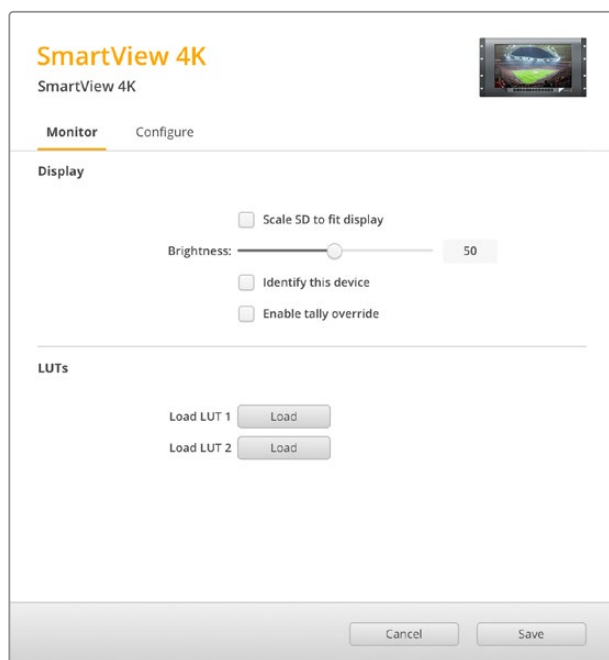 SmartView 4K
SmartView 4K
Monitor Configure
Display
Scale SD to fit display
Brightness: 50
Identify this device
Enable tally override
LUTs
Load LUT 1 Load
Load LUT 2 Load
Cancel Save